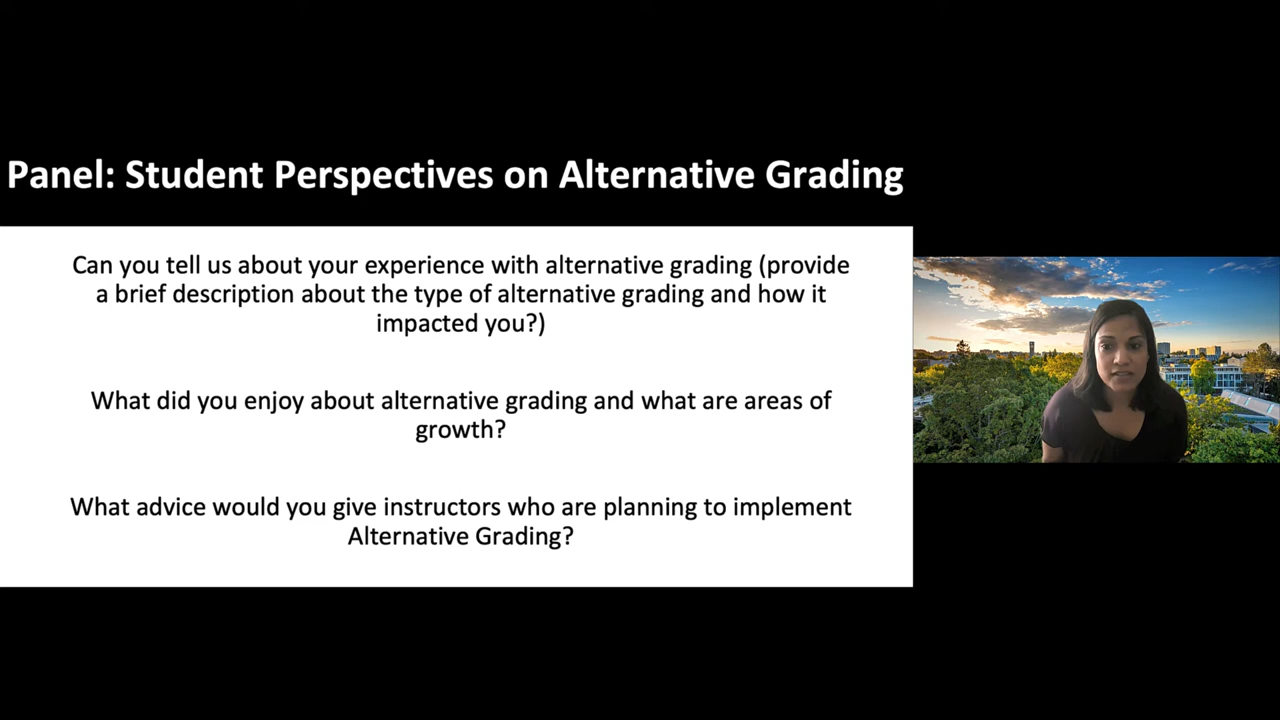 Panel: Student Perspectives on Alternative Grading
Can you tell us about your experience with alternative grading (provide
a brief description about the type of alternative grading and how it
impacted you?)
What did you enjoy about alternative grading and what are areas of
growth?
What advice would you give instructors who are planning to implement
Alternative Grading?